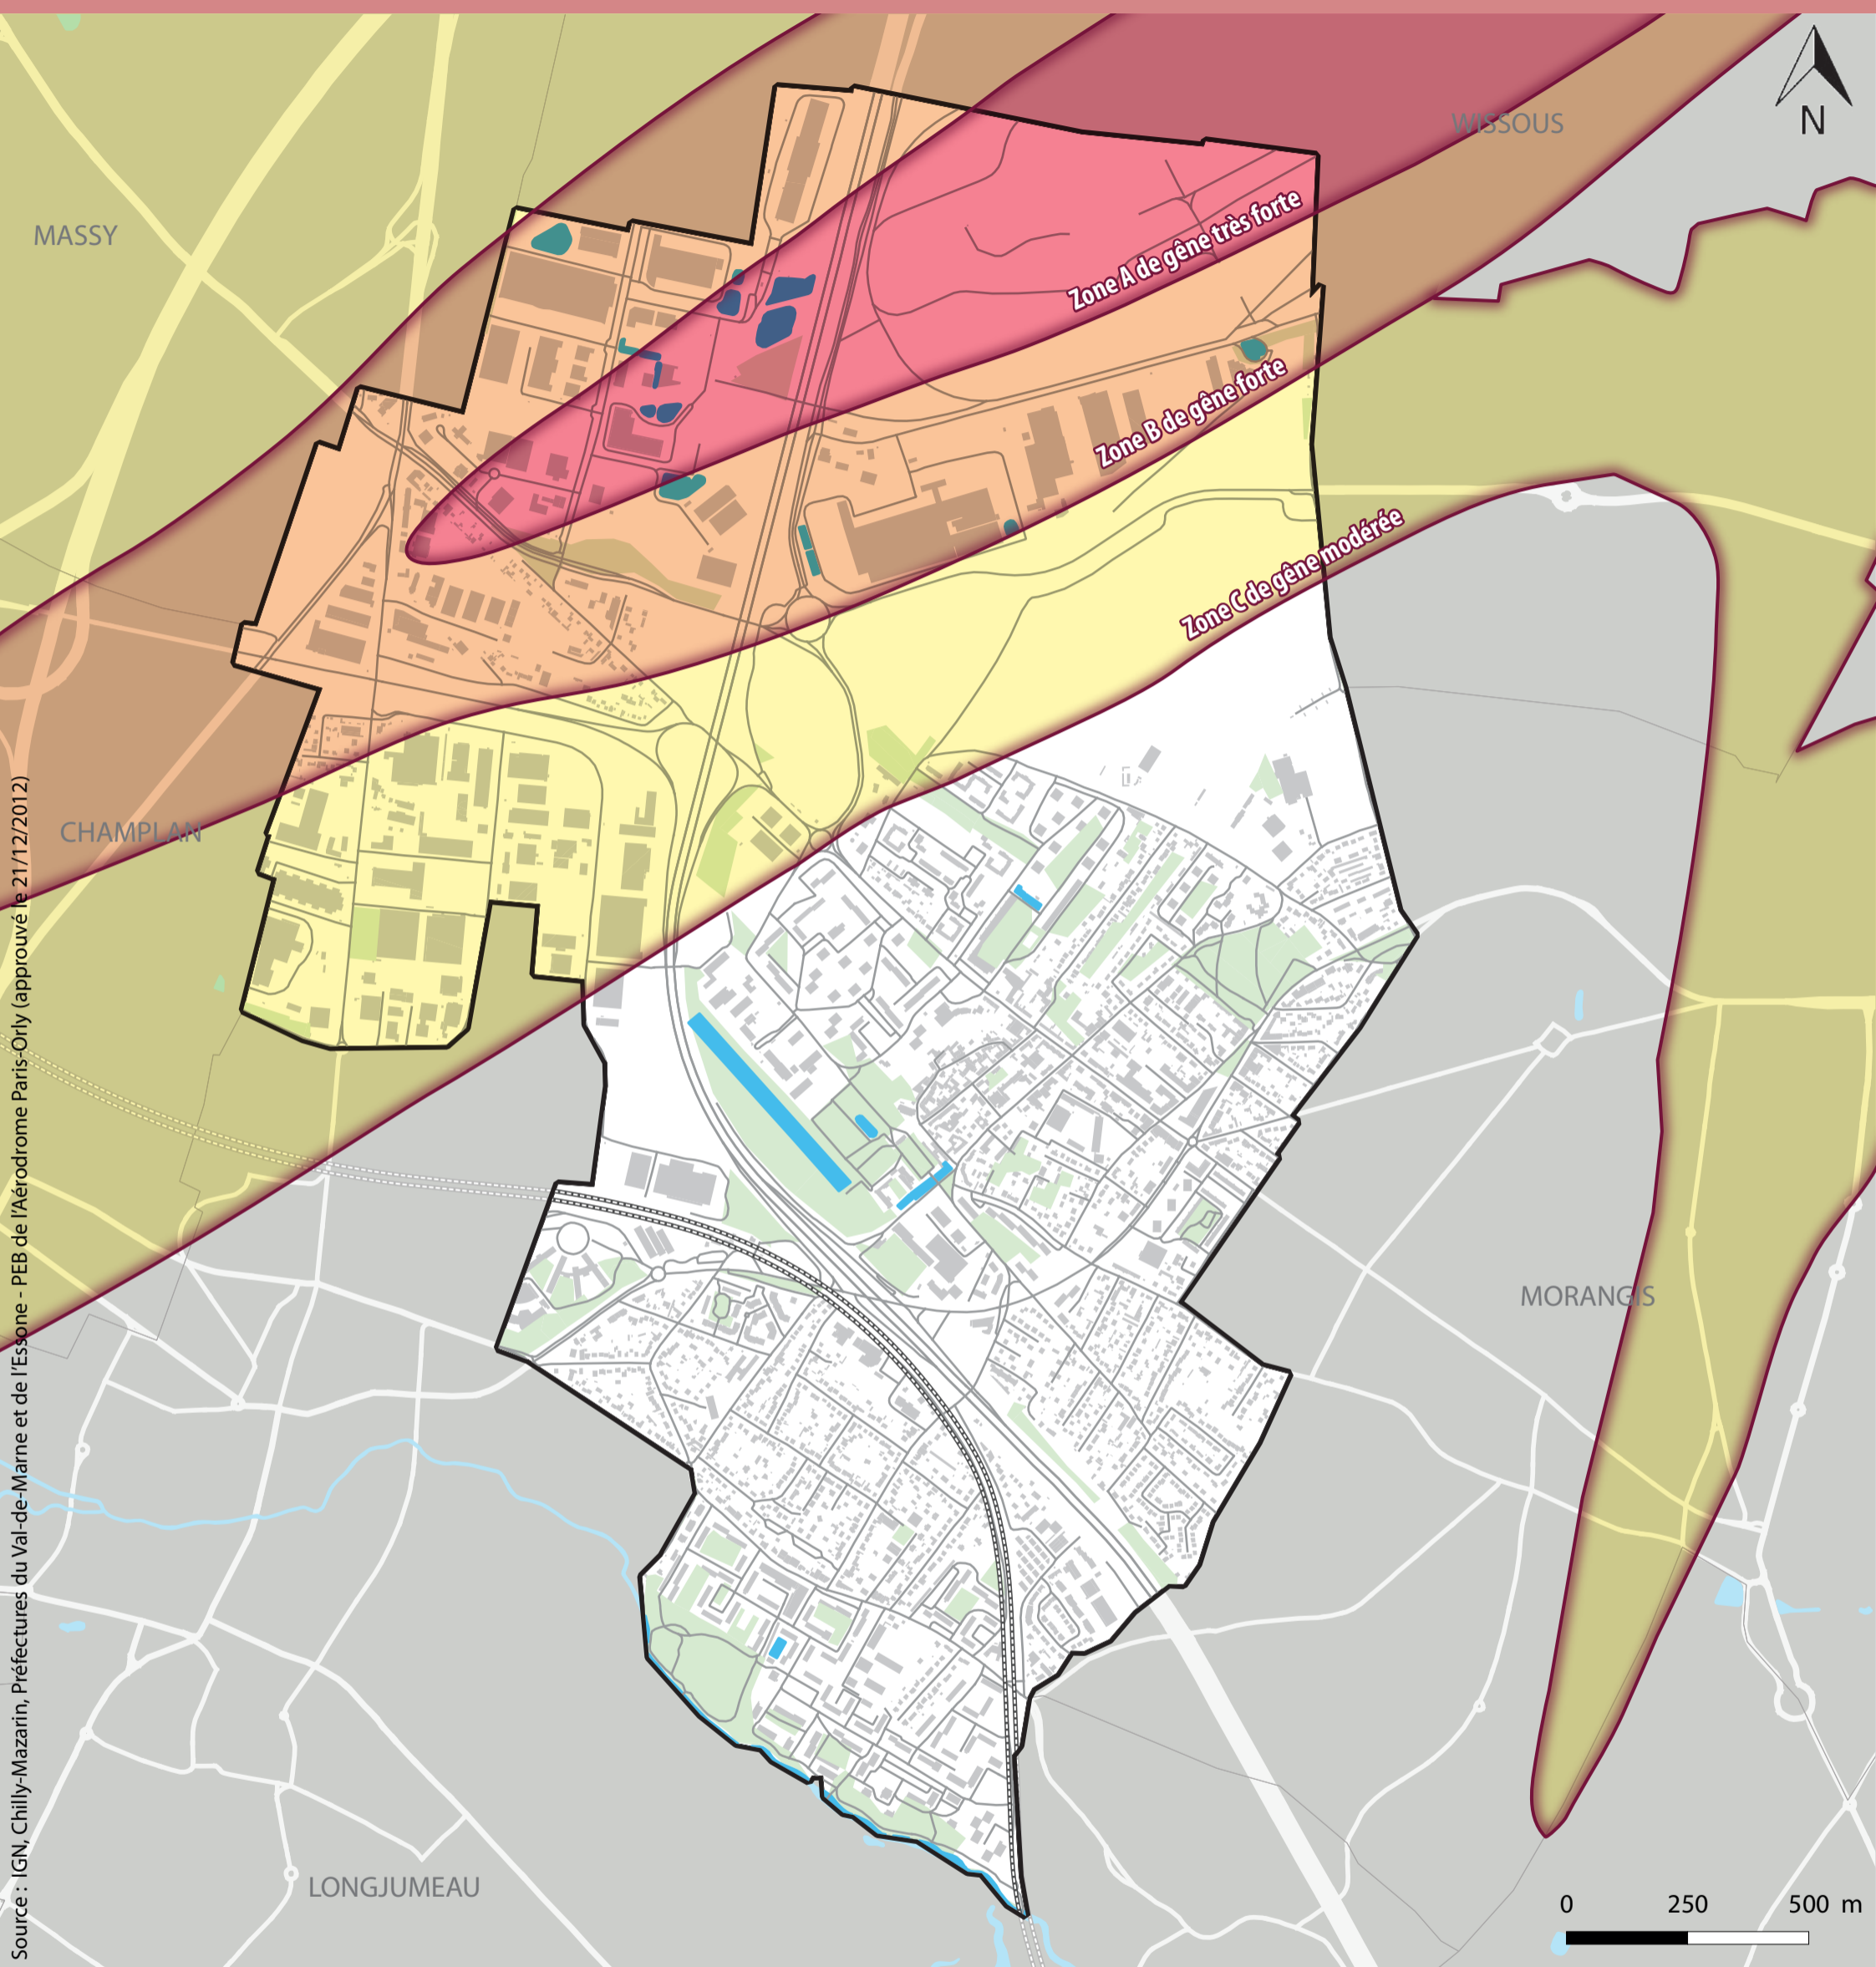 N
WISSOUS
MASSY
Zone A de gêne très forte
Zone B de gêne forte
Zone C de gêne modérée
CHAMPLAN
MORANGIS
LONGJUMEAU
0 250 500 m
Source : IGN, Chilly-Mazarin, Préfectures du Val-de-Marne et de l'Essonne - PEB de l'Aérodrome Paris-Orly (approuvé le 21/12/2012)